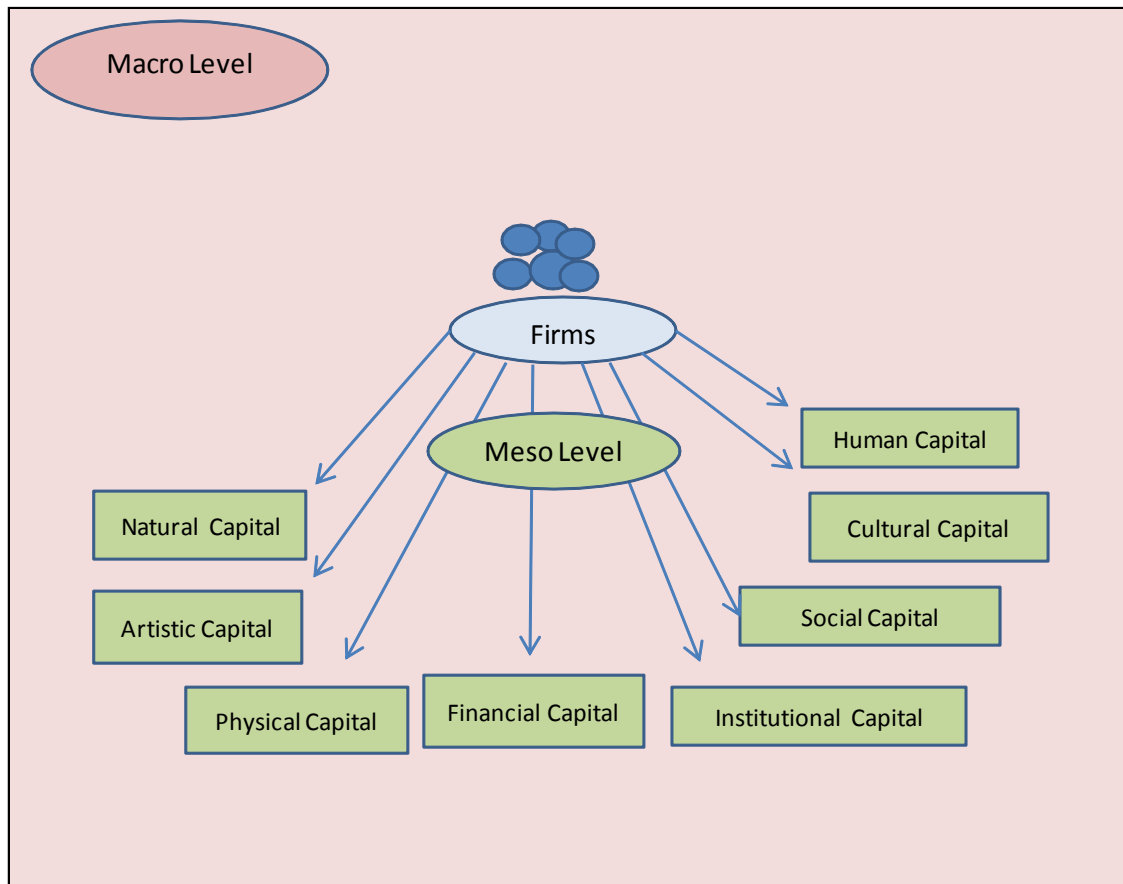 Macro Level
Firms
Meso Level
Human Capital
Natural Capital
Cultural Capital
Artistic Capital
Social Capital
Physical Capital
Financial Capital
Institutional Capital